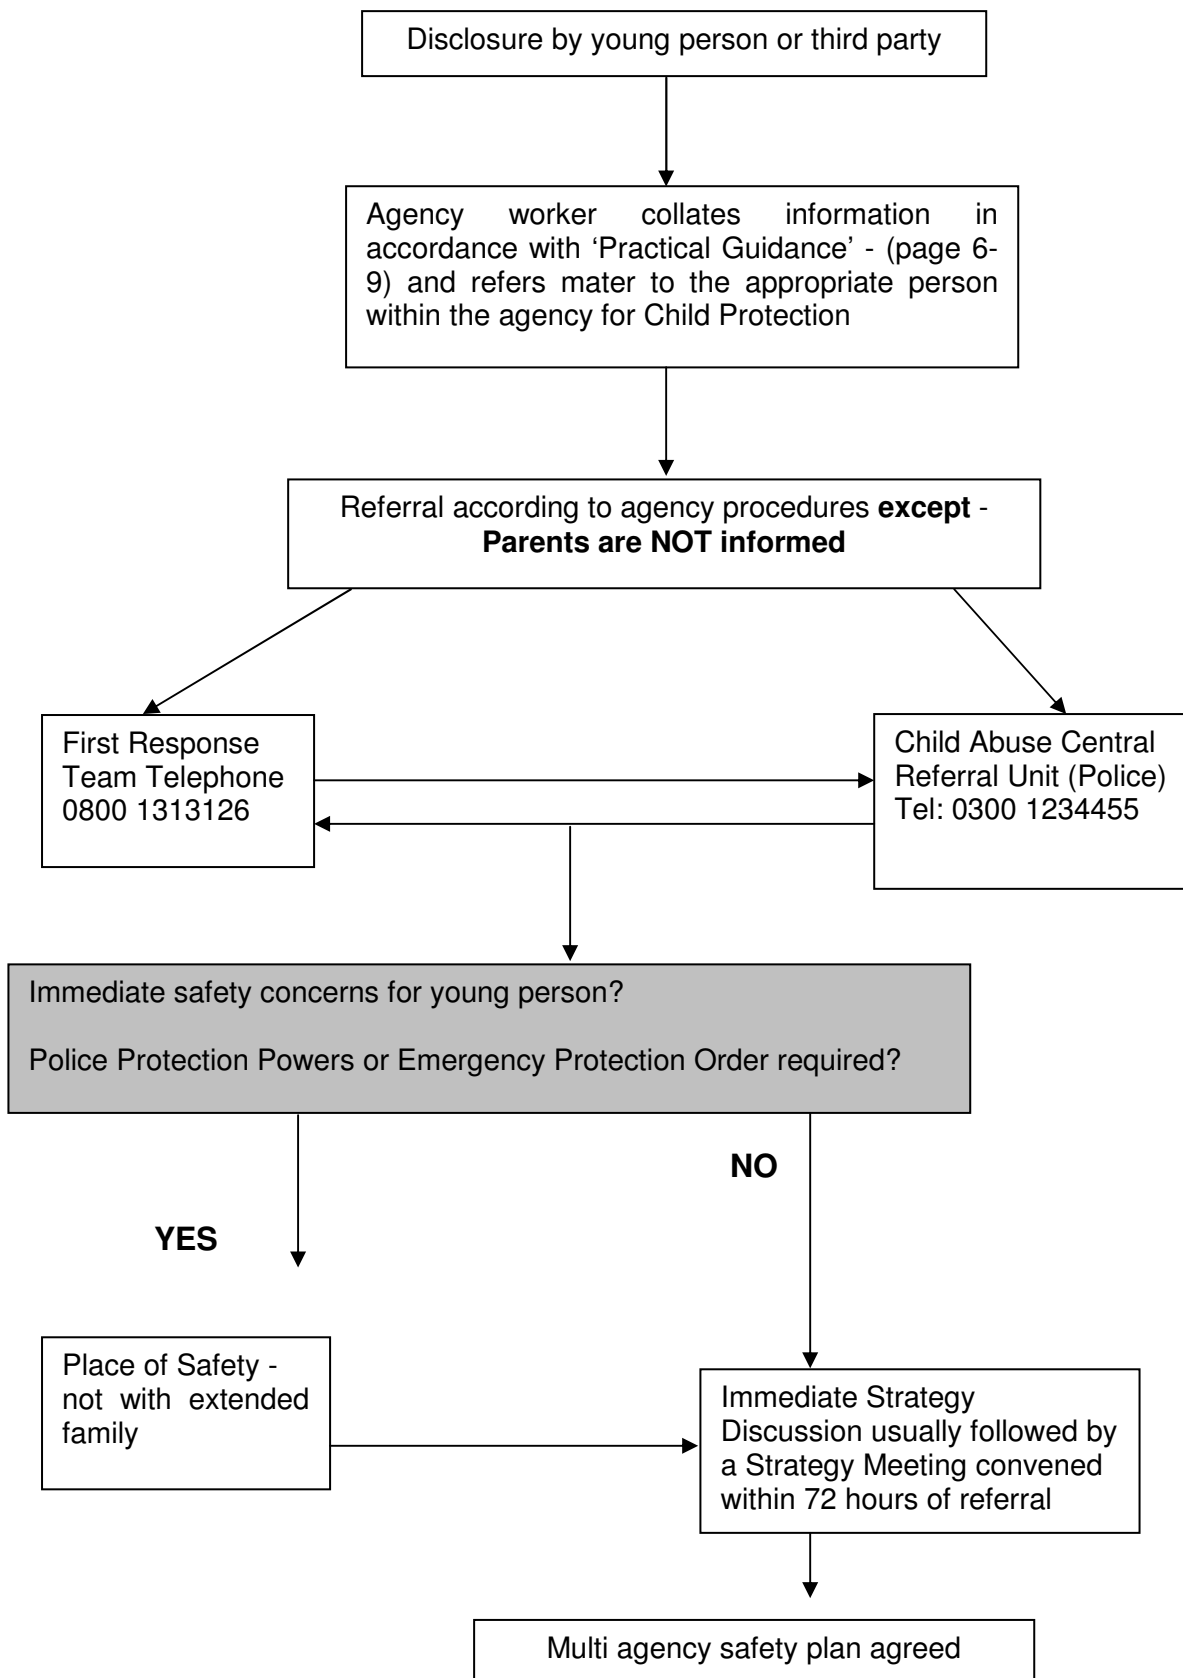 Disclosure by young person or third party
Agency worker collates information in
accordance with ‘Practical Guidance’ - (page 6-
9) and refers mater to the appropriate person
within the agency for Child Protection
Referral according to agency procedures except -
Parents are NOT informed
First Response
Team Telephone
0800 1313126
Child Abuse Central
Referral Unit (Police)
Tel: 0300 1234455
Immediate safety concerns for young person?
Police Protection Powers or Emergency Protection Order required?
YES
NO
Place of Safety -
not with extended
family
Immediate Strategy
Discussion usually followed by
a Strategy Meeting convened
within 72 hours of referral
Multi agency safety plan agreed